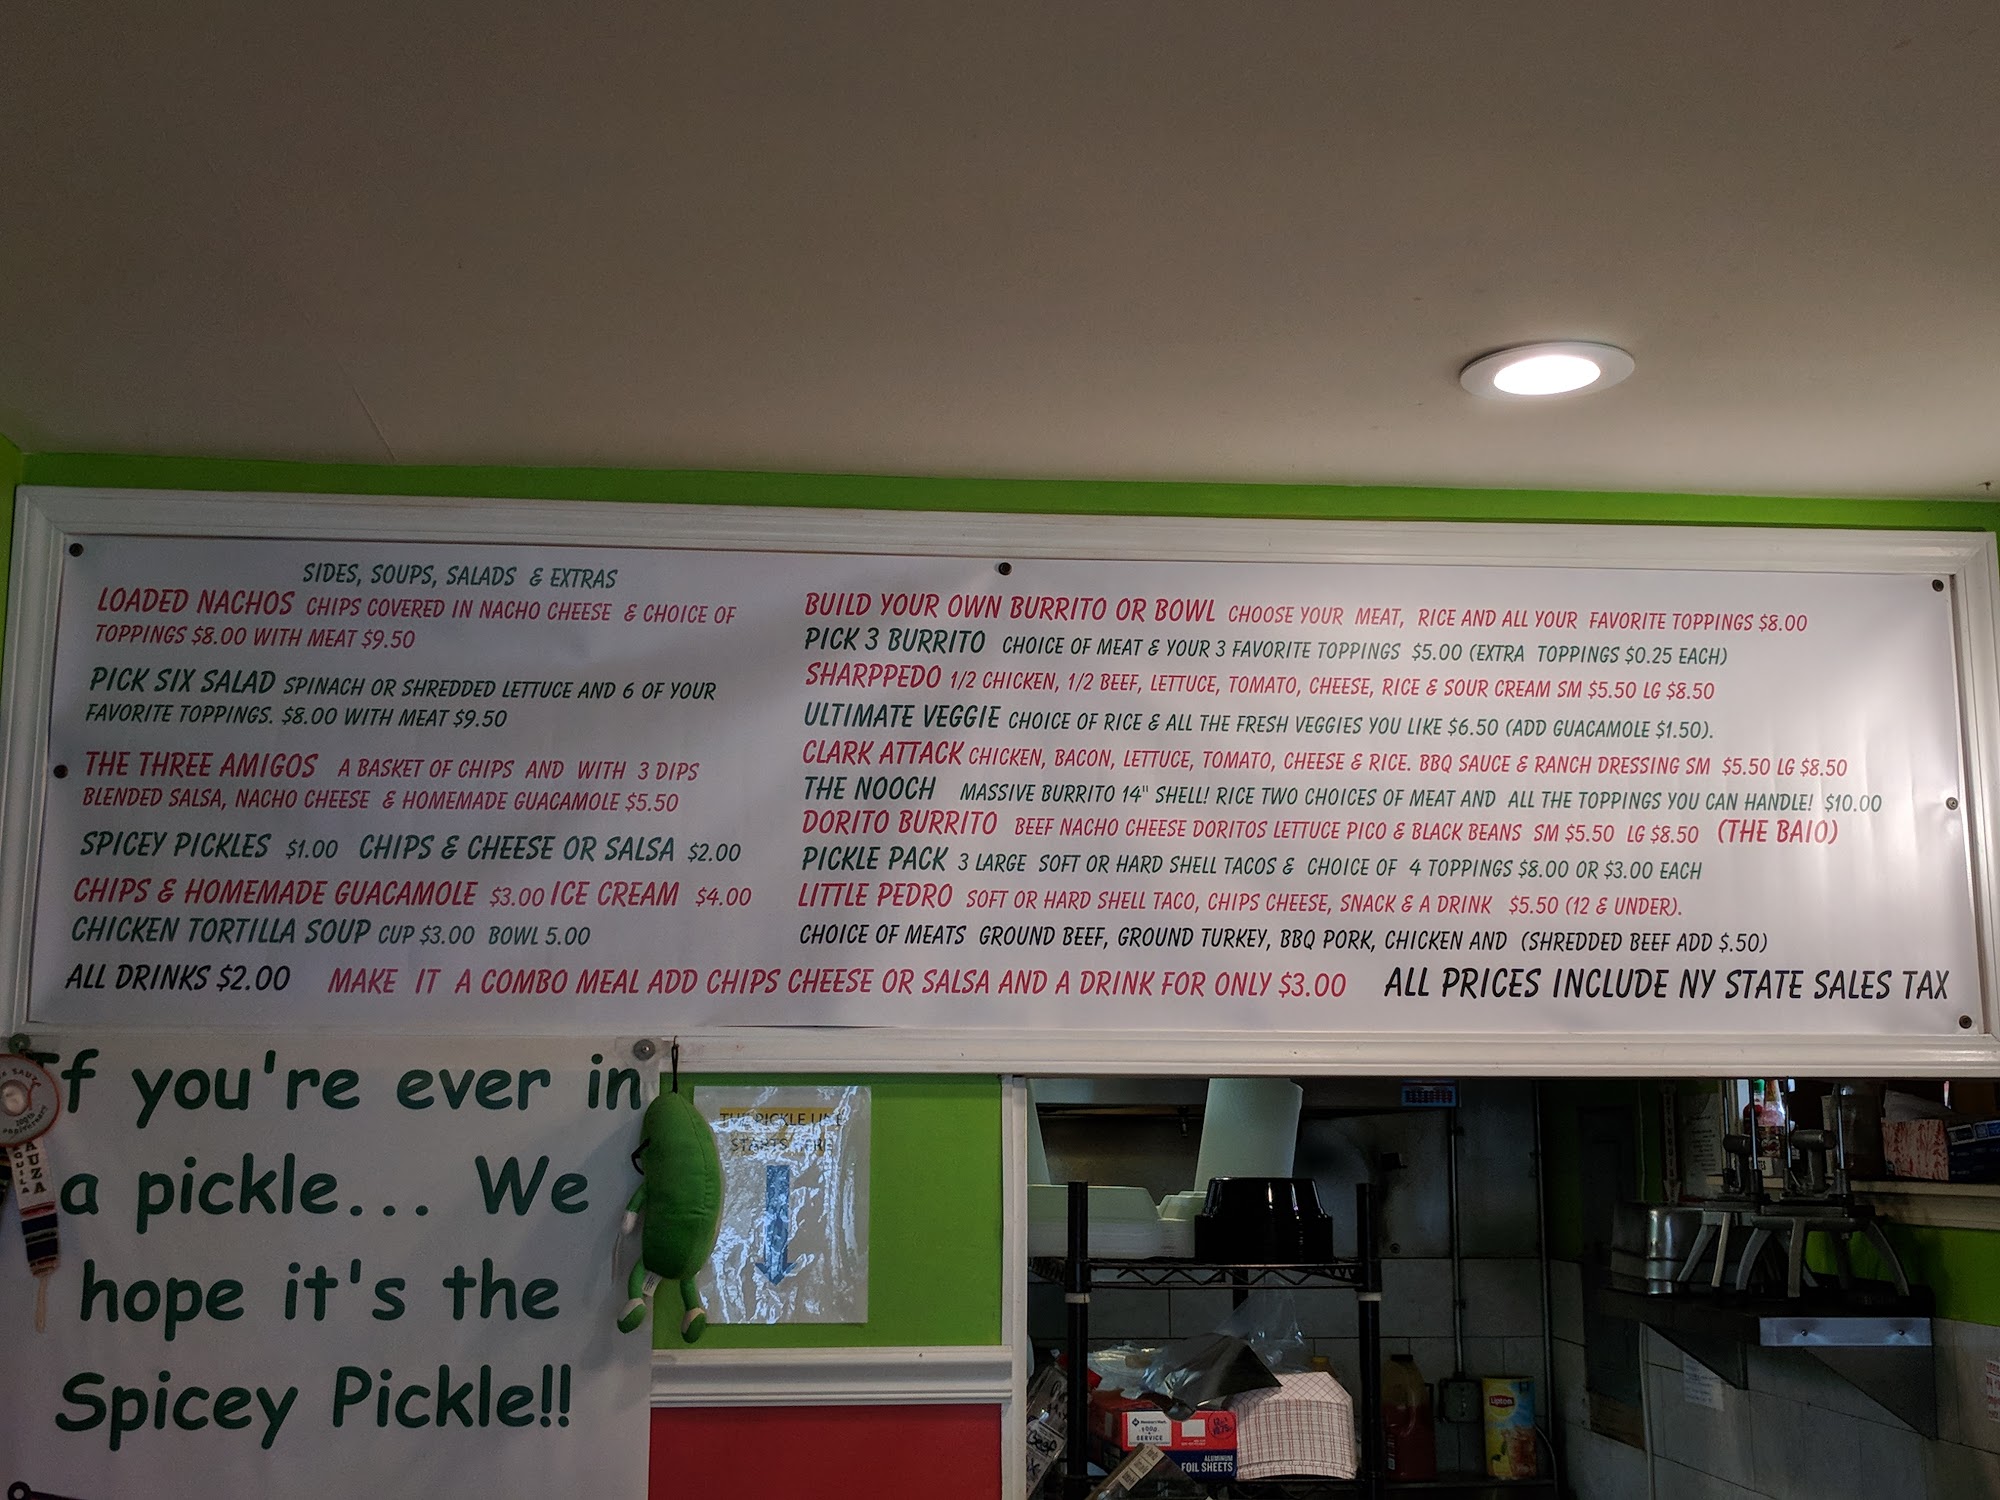 SIDES, SOUPS, SALADS & EXTRAS
LOADED NACHOS CHIPS COVERED IN NACHO CHEESE & CHOICE OF
TOPPINGS $8.00 WITH MEAT $9.50
PICK SIX SALAD SPINACH OR SHREDDED LETTUCE AND 6 OF YOUR
FAVORITE TOPPINGS. $8.00 WITH MEAT $9.50
THE THREE AMIGOS A BASKET OF CHIPS AND WITH 3 DIPS
BLENDED SALSA, NACHO CHEESE & HOMEMADE GUACAMOLE $5.50
SPICEY PICKLES $1.00 CHIPS & CHEESE OR SALSA $2.00
CHIPS & HOMEMADE GUACAMOLE $3.00 ICE CREAM $4.00
CHICKEN TORTILLA SOUP CUP $3.00 BOWL 5.00
BUILD YOUR OWN BURRITO OR BOWL CHOOSE YOUR MEAT, RICE AND ALL YOUR FAVORITE TOPPINGS $8.00
PICK 3 BURRITO CHOICE OF MEAT & YOUR 3 FAVORITE TOPPINGS $5.00 (EXTRA TOPPINGS $0.25 EACH)
SHARPPEDO 1/2 CHICKEN, 1/2 BEEF, LETTUCE, TOMATO, CHEESE, RICE & SOUR CREAM SM $5.50 LG $8.50
ULTIMATE VEGGIE CHOICE OF RICE & ALL THE FRESH VEGGIES YOU LIKE $6.50 (ADD GUACAMOLE $1.50).
CLARK ATTACK CHICKEN, BACON, LETTUCE, TOMATO, CHEESE & RICE. BBQ SAUCE & RANCH DRESSING SM $5.50 LG $8.50
THE NOOCH MASSIVE BURRITO 14" SHELL! RICE TWO CHOICES OF MEAT AND ALL THE TOPPINGS YOU CAN HANDLE! $10.00
DORITO BURRITO BEEF NACHO CHEESE DORITOS LETTUCE PICO & BLACK BEANS SM $5.50 LG $8.50 (THE BAIO)
PICKLE PACK 3 LARGE SOFT OR HARD SHELL TACOS & CHOICE OF 4 TOPPINGS $8.00 OR $3.00 EACH
LITTLE PEDRO SOFT OR HARD SHELL TACO, CHIPS CHEESE, SNACK & A DRINK $5.50 (12 & UNDER).
CHOICE OF MEATS GROUND BEEF, GROUND TURKEY, BBQ PORK, CHICKEN AND (SHREDDED BEEF ADD $.50)
ALL DRINKS $2.00 MAKE IT A COMBO MEAL ADD CHIPS CHEESE OR SALSA AND A DRINK FOR ONLY $3.00 ALL PRICES INCLUDE NY STATE SALES TAX
If you're ever in
a pickle... We
hope it's the
Spicey Pickle!!
THE PICKLE LINE
STARTS HERE
Lipton
FOOD
SERVICE
ALUMINUM
FOIL SHEETS